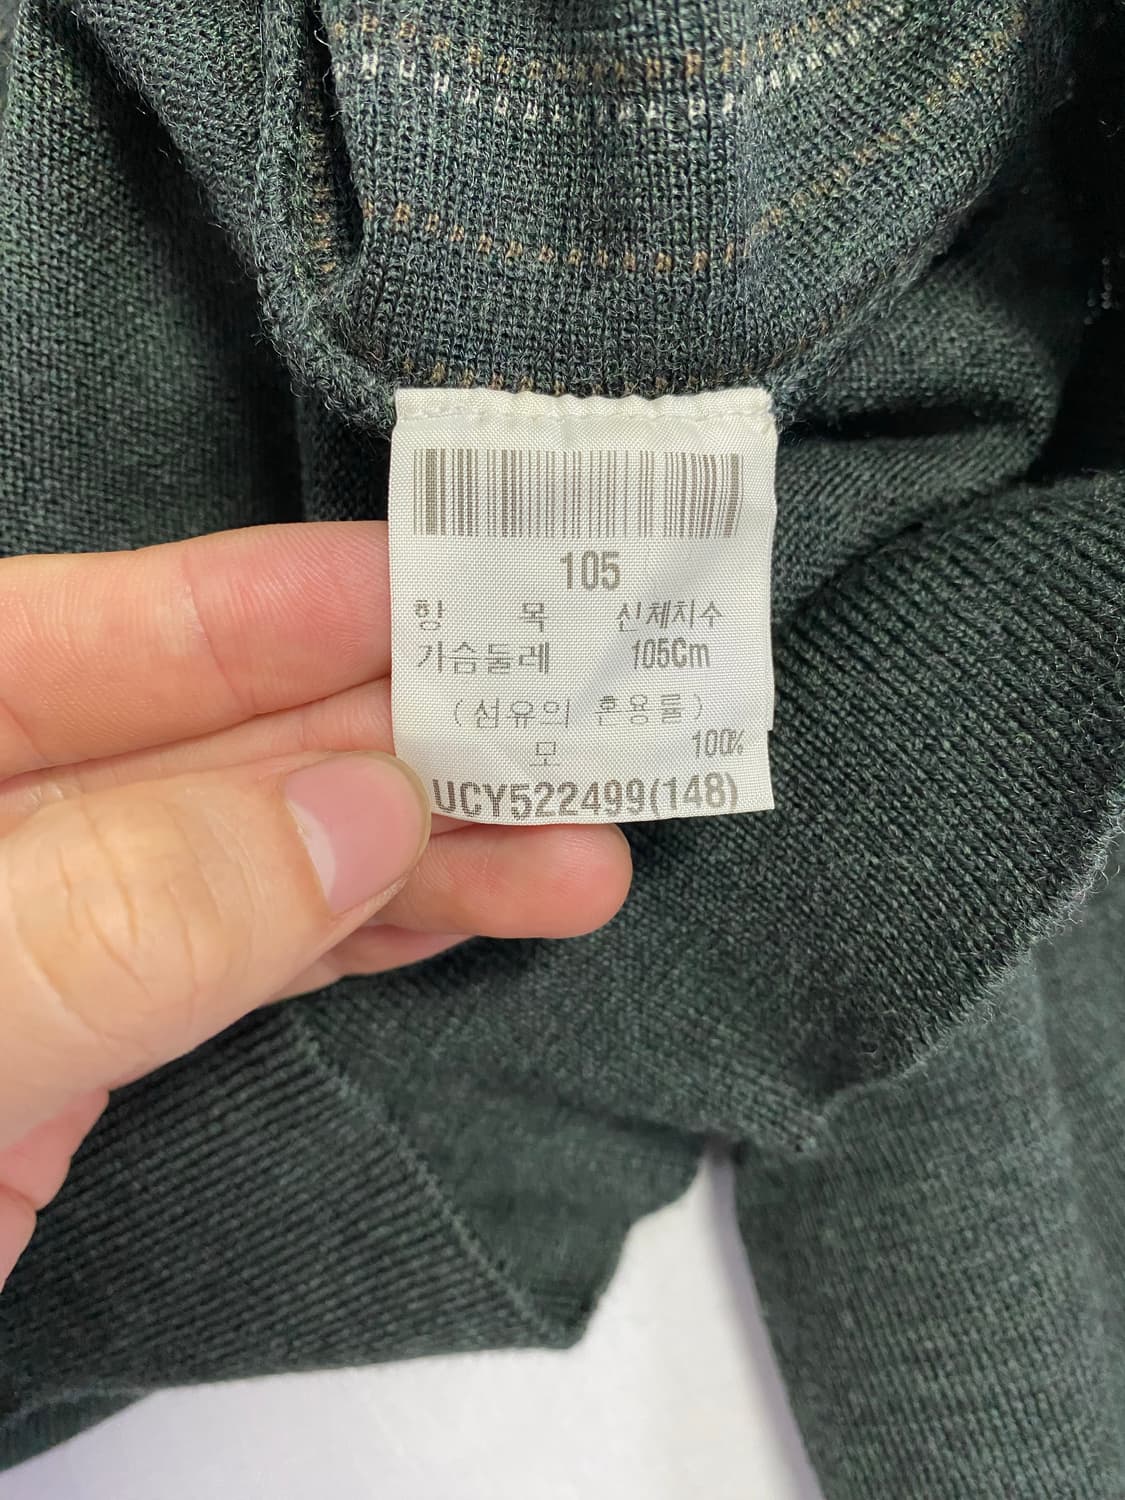 105
항 목 신체치수
가슴둘레 105Cm
(섬유의 혼용률)
모 100%
UCY522499(148)